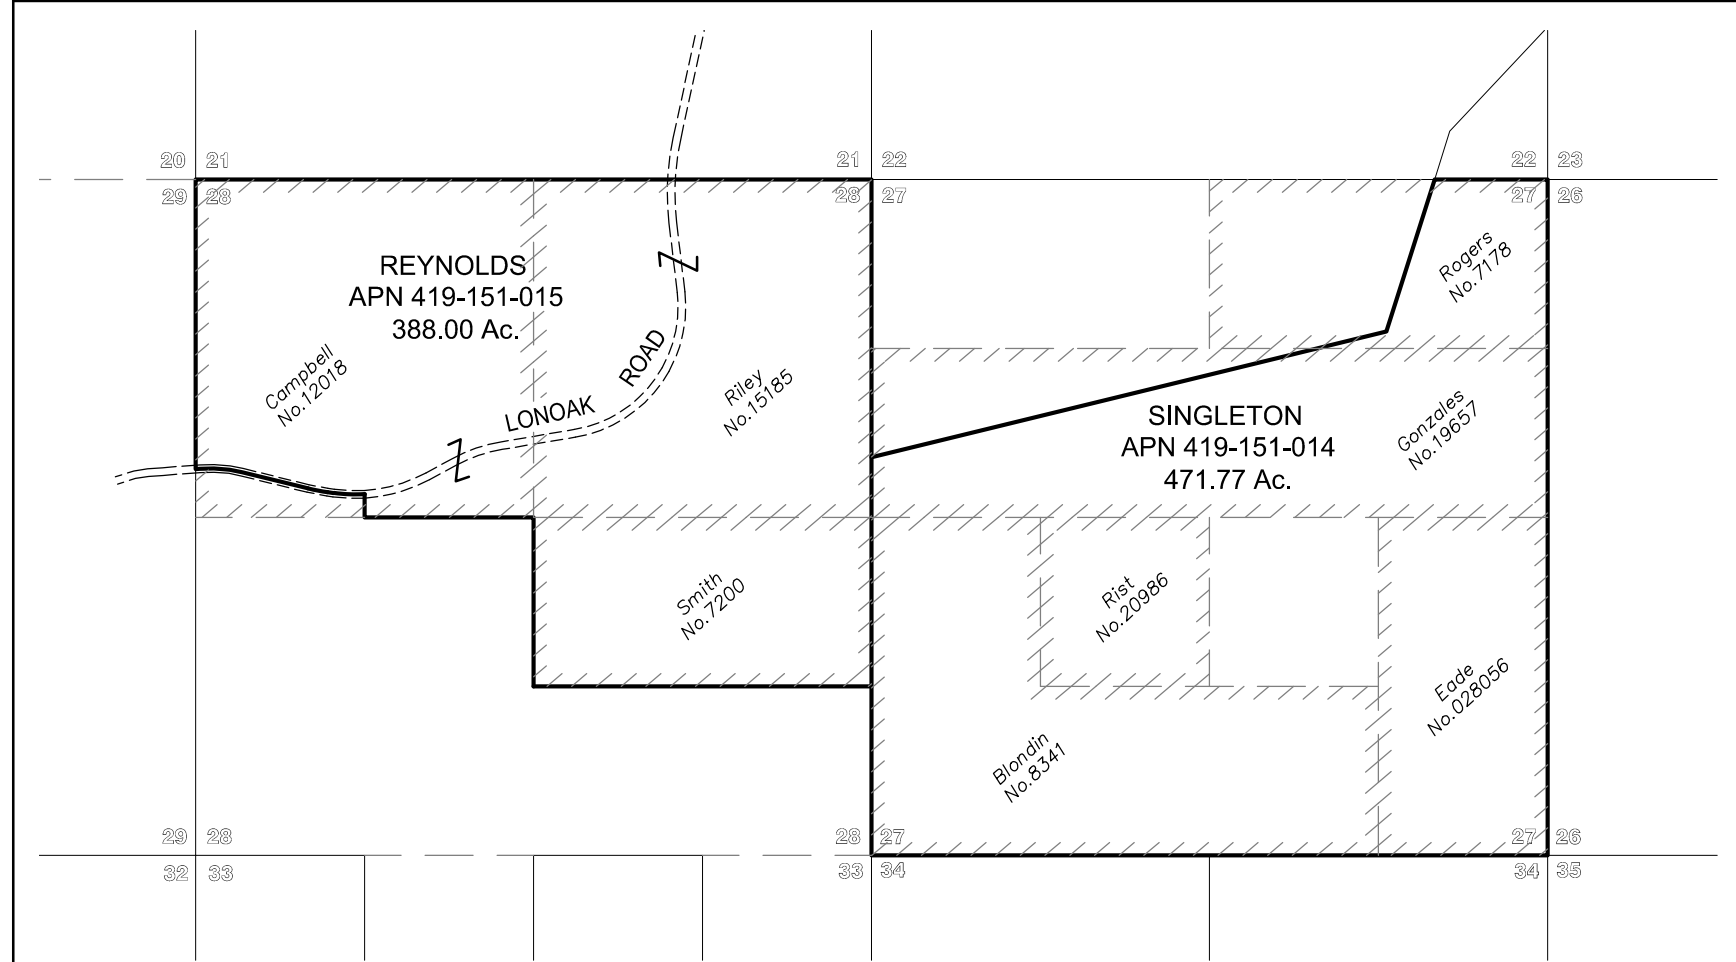 20 21
21 22
22 23
29 28
28 27
27 26
REYNOLDS
APN 419-151-015
388.00 Ac.
Rogers
No.7178
Campbell
No.12018
Riley
No.15185
LONOAK ROAD
SINGLETON
APN 419-151-014
471.77 Ac.
Gonzales
No.19657
Smith
No.7200
Rist
No.20986
Eade
No.028056
Blondin
No.8341
29 28
28 27
27 26
32 33
33 34
34 35